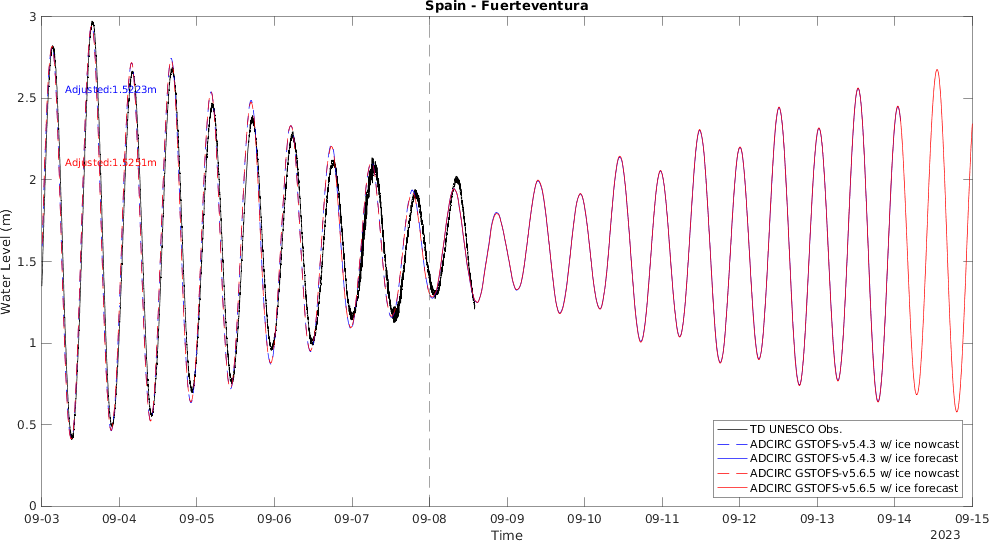 Spain - Fuerteventura
3
2.5
2
1.5
1
0.5
0
Water Level (m)
Adjusted:1.5223m
Adjusted:1.5251m
TD UNESCO Obs.
ADCIRC GSTOFS-v5.4.3 w/ ice nowcast
ADCIRC GSTOFS-v5.4.3 w/ ice forecast
ADCIRC GSTOFS-v5.6.5 w/ ice nowcast
ADCIRC GSTOFS-v5.6.5 w/ ice forecast
09-03 09-04 09-05 09-06 09-07 09-08 09-09 09-10 09-11 09-12 09-13 09-14 09-15
Time
2023